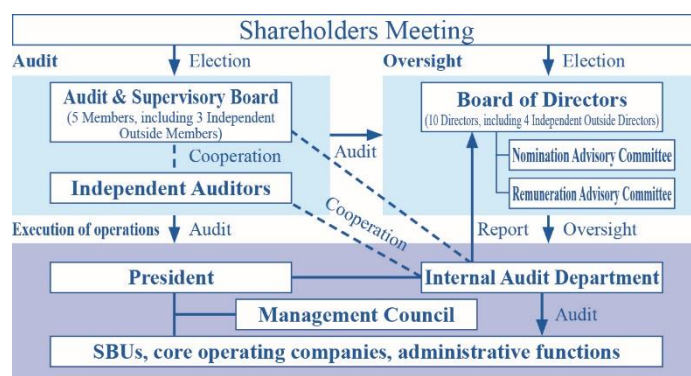 Shareholders Meeting
Audit
Election
Oversight
Election
Audit & Supervisory Board
(5 Members, including 3 Independent
Outside Members)
Board of Directors
(10 Directors, including 4 Independent Outside Directors)
Cooperation
Audit
Nomination Advisory Committee
Independent Auditors
Remuneration Advisory Committee
Cooperation
Execution of operations
Audit
Report
Oversight
President
Internal Audit Department
Management Council
Audit
SBUs, core operating companies, administrative functions